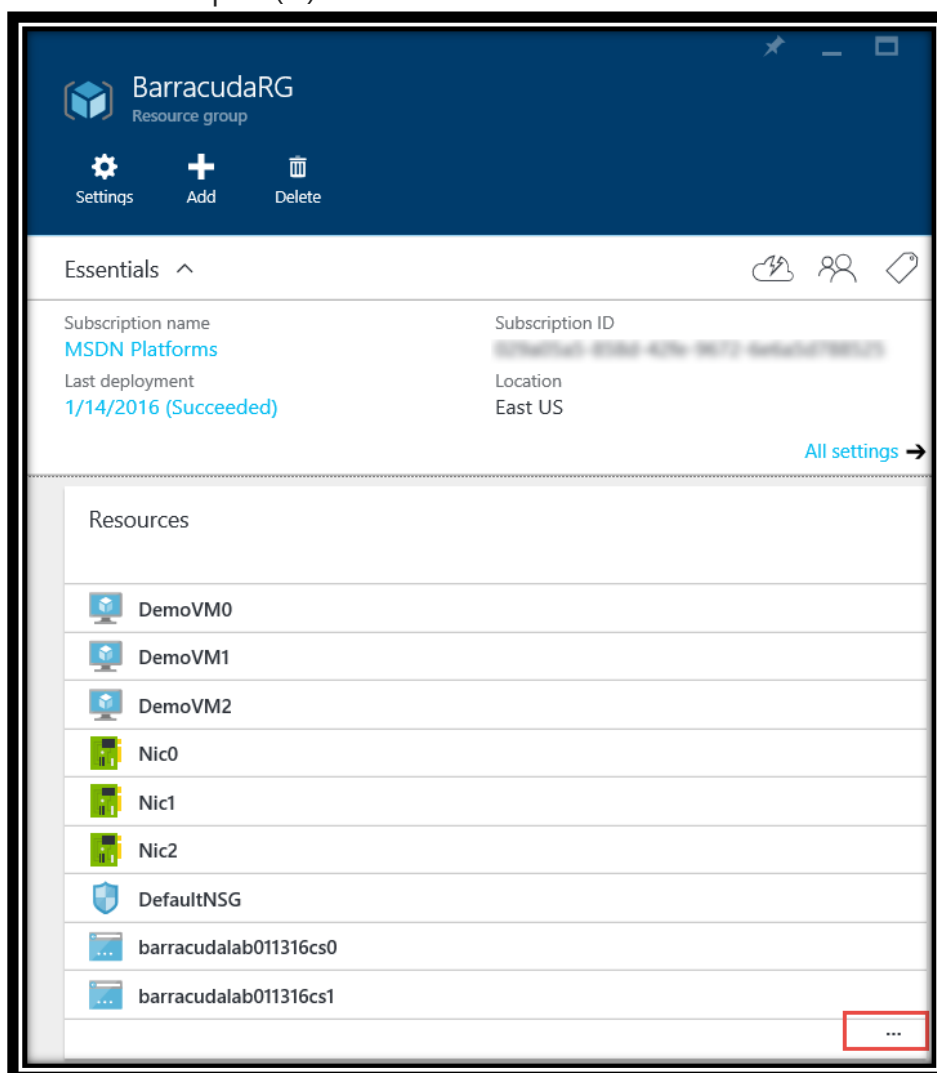 BarracudaRG
Resource group
Settings Add Delete
Essentials
Subscription name Subscription ID
MSDN Platforms
Last deployment Location
1/14/2016 (Succeeded) East US
All settings
Resources
DemoVM0
DemoVM1
DemoVM2
Nic0
Nic1
Nic2
DefaultNSG
barracudalab011316cs0
barracudalab011316cs1
...